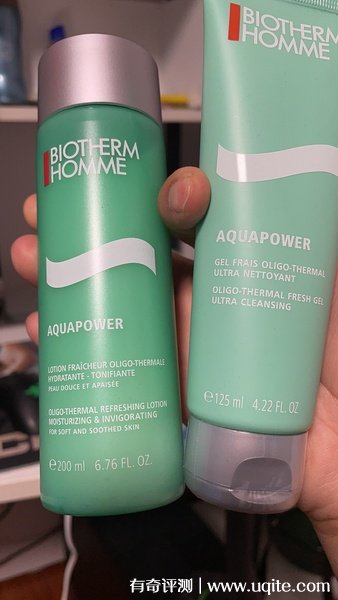 BIOTHERM
HOMME
AQUAPOWER
LOTION FRAÎCHEUR OLIGO-THERMALE
HYDRATANTE - TONIFIANTE
PEAU DOUCE ET APAISÉE
OLIGO-THERMAL REFRESHING LOTION
MOISTURIZING & INVIGORATING
FOR SOFT AND SOOTHED SKIN
℮200 ml 6.76 FL. OZ.
BIOTHERM
HOMME
AQUAPOWER
GEL FRAIS OLIGO-THERMAL
ULTRA NETTOYANT
OLIGO-THERMAL FRESH GEL
ULTRA CLEANSING
℮125 ml 4.22 FL. OZ
有奇评测 | www.uqite.com